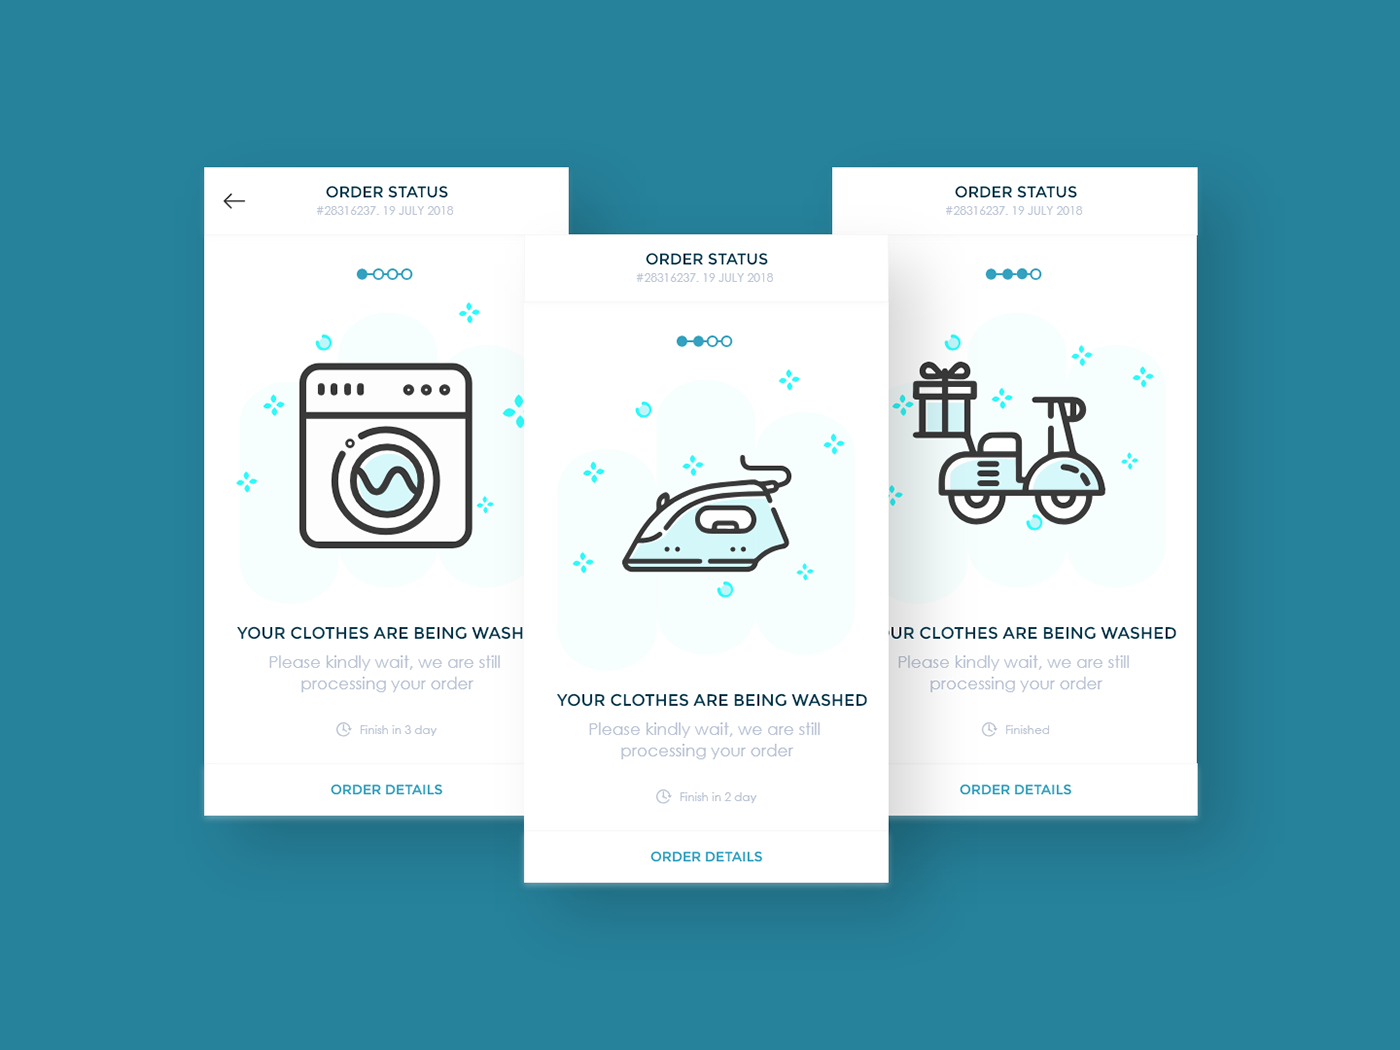 ORDER STATUS
#28316237. 19 JULY 2018
YOUR CLOTHES ARE BEING WASH
Please kindly wait, we are still
processing your order
Finish in 3 day
ORDER DETAILS
ORDER STATUS
#28316237. 19 JULY 2018
YOUR CLOTHES ARE BEING WASHED
Please kindly wait, we are still
processing your order
Finish in 2 day
ORDER DETAILS
ORDER STATUS
#28316237. 19 JULY 2018
UR CLOTHES ARE BEING WASHED
Please kindly wait, we are still
processing your order
Finished
ORDER DETAILS